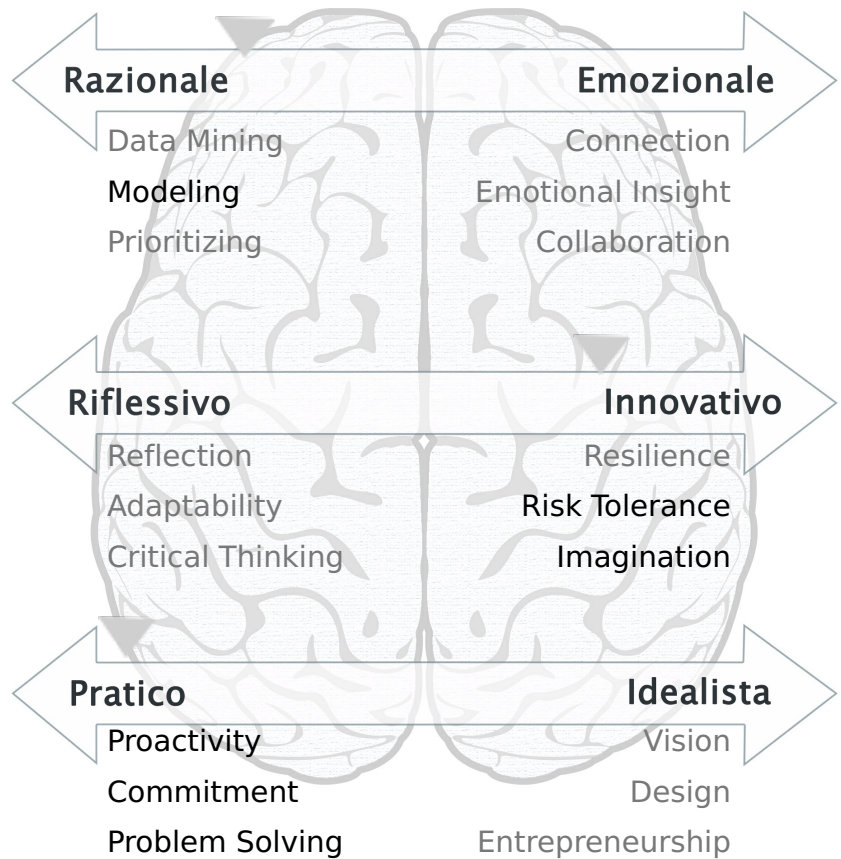 Razionale Emozionale
Data Mining Connection
Modeling Emotional Insight
Prioritizing Collaboration
Riflessivo Innovativo
Reflection Resilience
Adaptability Risk Tolerance
Critical Thinking Imagination
Pratico Idealista
Proactivity Vision
Commitment Design
Problem Solving Entrepreneurship